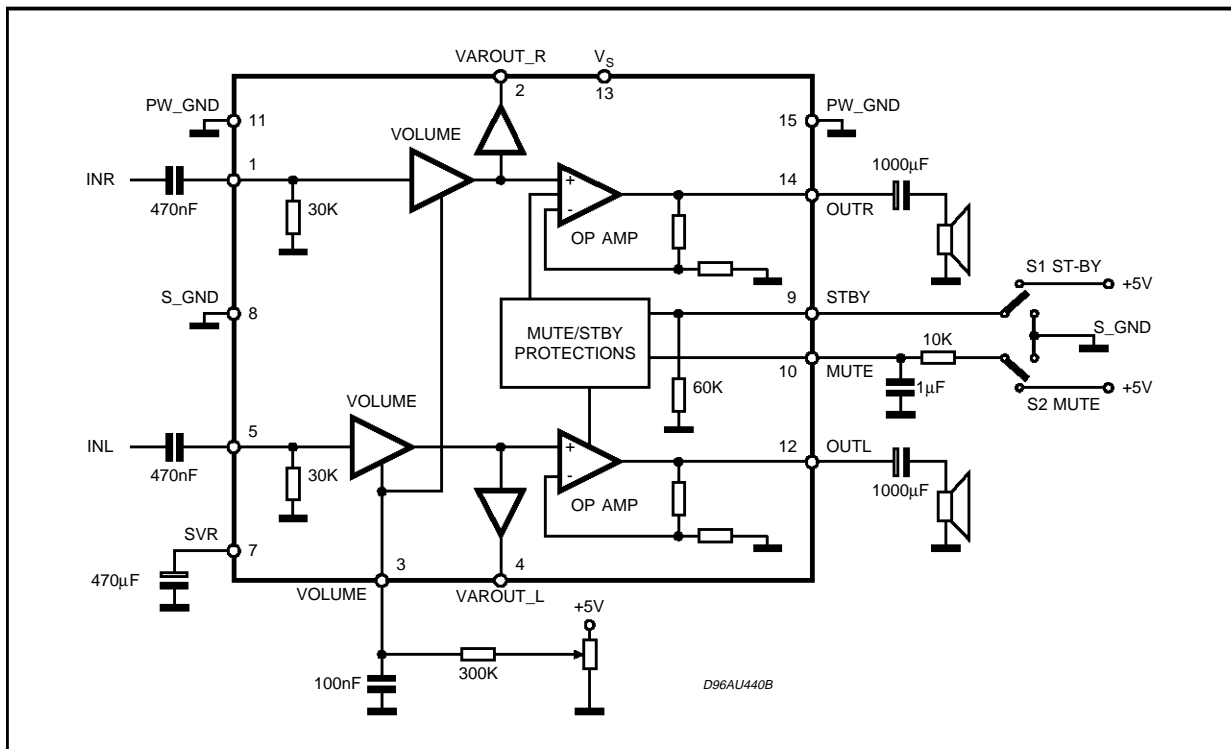 VAROUT_R
VS
2
13
PW_GND
11
PW_GND
15
VOLUME
1000µF
INR
1
14
470nF
30K
+
-
OP AMP
OUTR
S1 ST-BY
+5V
S_GND
8
9
STBY
S_GND
MUTE/STBY
PROTECTIONS
10K
10
MUTE
1µF
60K
+5V
S2 MUTE
VOLUME
INL
5
12
OUTL
470nF
30K
+
-
OP AMP
1000µF
SVR
7
470µF
3
4
VOLUME
VAROUT_L
+5V
300K
100nF
D96AU440B